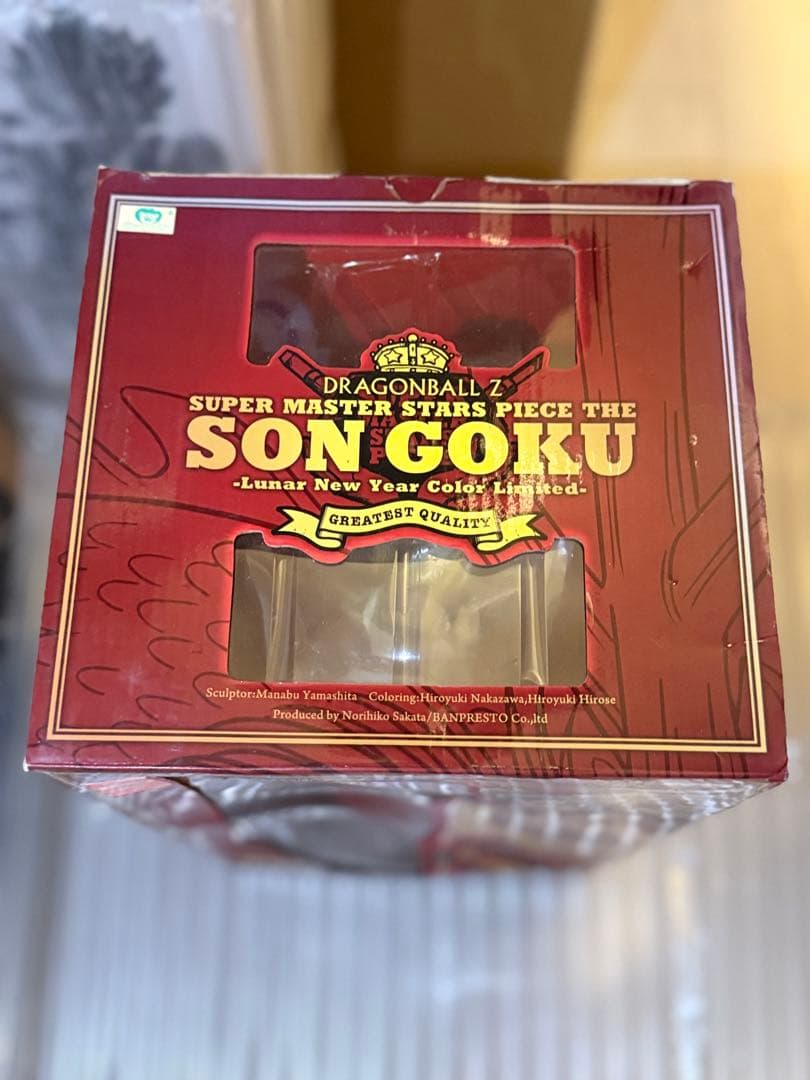 DRAGONBALL Z
SUPER MASTER STARS PIECE THE
SON GOKU
-Lunar New Year Color Limited-
GREATEST QUALITY
Sculptor:Manabu Yamashita Coloring:Hiroyuki Nakazawa,Hiroyuki Hirose
Produced by Norihiko Sakata/BANPRESTO Co.,ltd